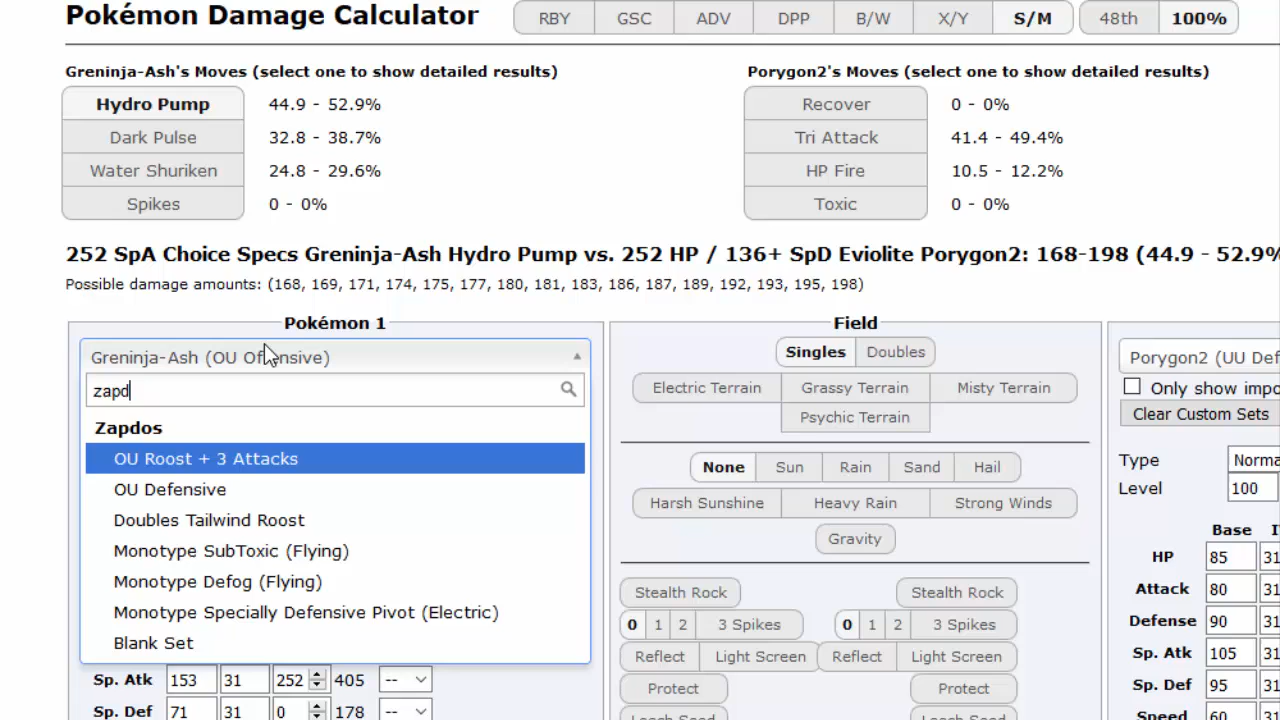 Pokémon Damage Calculator
RBY GSC ADV DPP B/W X/Y S/M 48th 100%
Greninja-Ash's Moves (select one to show detailed results)
Hydro Pump 44.9 - 52.9%
Dark Pulse 32.8 - 38.7%
Water Shuriken 24.8 - 29.6%
Spikes 0 - 0%
Porygon2's Moves (select one to show detailed results)
Recover 0 - 0%
Tri Attack 41.4 - 49.4%
HP Fire 10.5 - 12.2%
Toxic 0 - 0%
252 SpA Choice Specs Greninja-Ash Hydro Pump vs. 252 HP / 136+ SpD Eviolite Porygon2: 168-198 (44.9 - 52.9%
Possible damage amounts: (168, 169, 171, 174, 175, 177, 180, 181, 183, 186, 187, 189, 192, 193, 195, 198)
Pokémon 1
Greninja-Ash (OU Offensive)
zapd
Zapdos
OU Roost + 3 Attacks
OU Defensive
Doubles Tailwind Roost
Monotype SubToxic (Flying)
Monotype Defog (Flying)
Monotype Specially Defensive Pivot (Electric)
Blank Set
Sp. Atk 153 31 252 405 --
Sp. Def 71 31 0 178 --
Field
Singles Doubles
Electric Terrain Grassy Terrain Misty Terrain
Psychic Terrain
None Sun Rain Sand Hail
Harsh Sunshine Heavy Rain Strong Winds
Gravity
Stealth Rock Stealth Rock
0 1 2 3 Spikes 0 1 2 3 Spikes
Reflect Light Screen Reflect Light Screen
Protect Protect
Leech Seed Leech Seed
Porygon2 (UU Def
Only show impo
Clear Custom Sets
Type Norma
Level 100
Base I
HP 85 31
Attack 80 31
Defense 90 31
Sp. Atk 105 31
Sp. Def 95 31
Speed 60 31